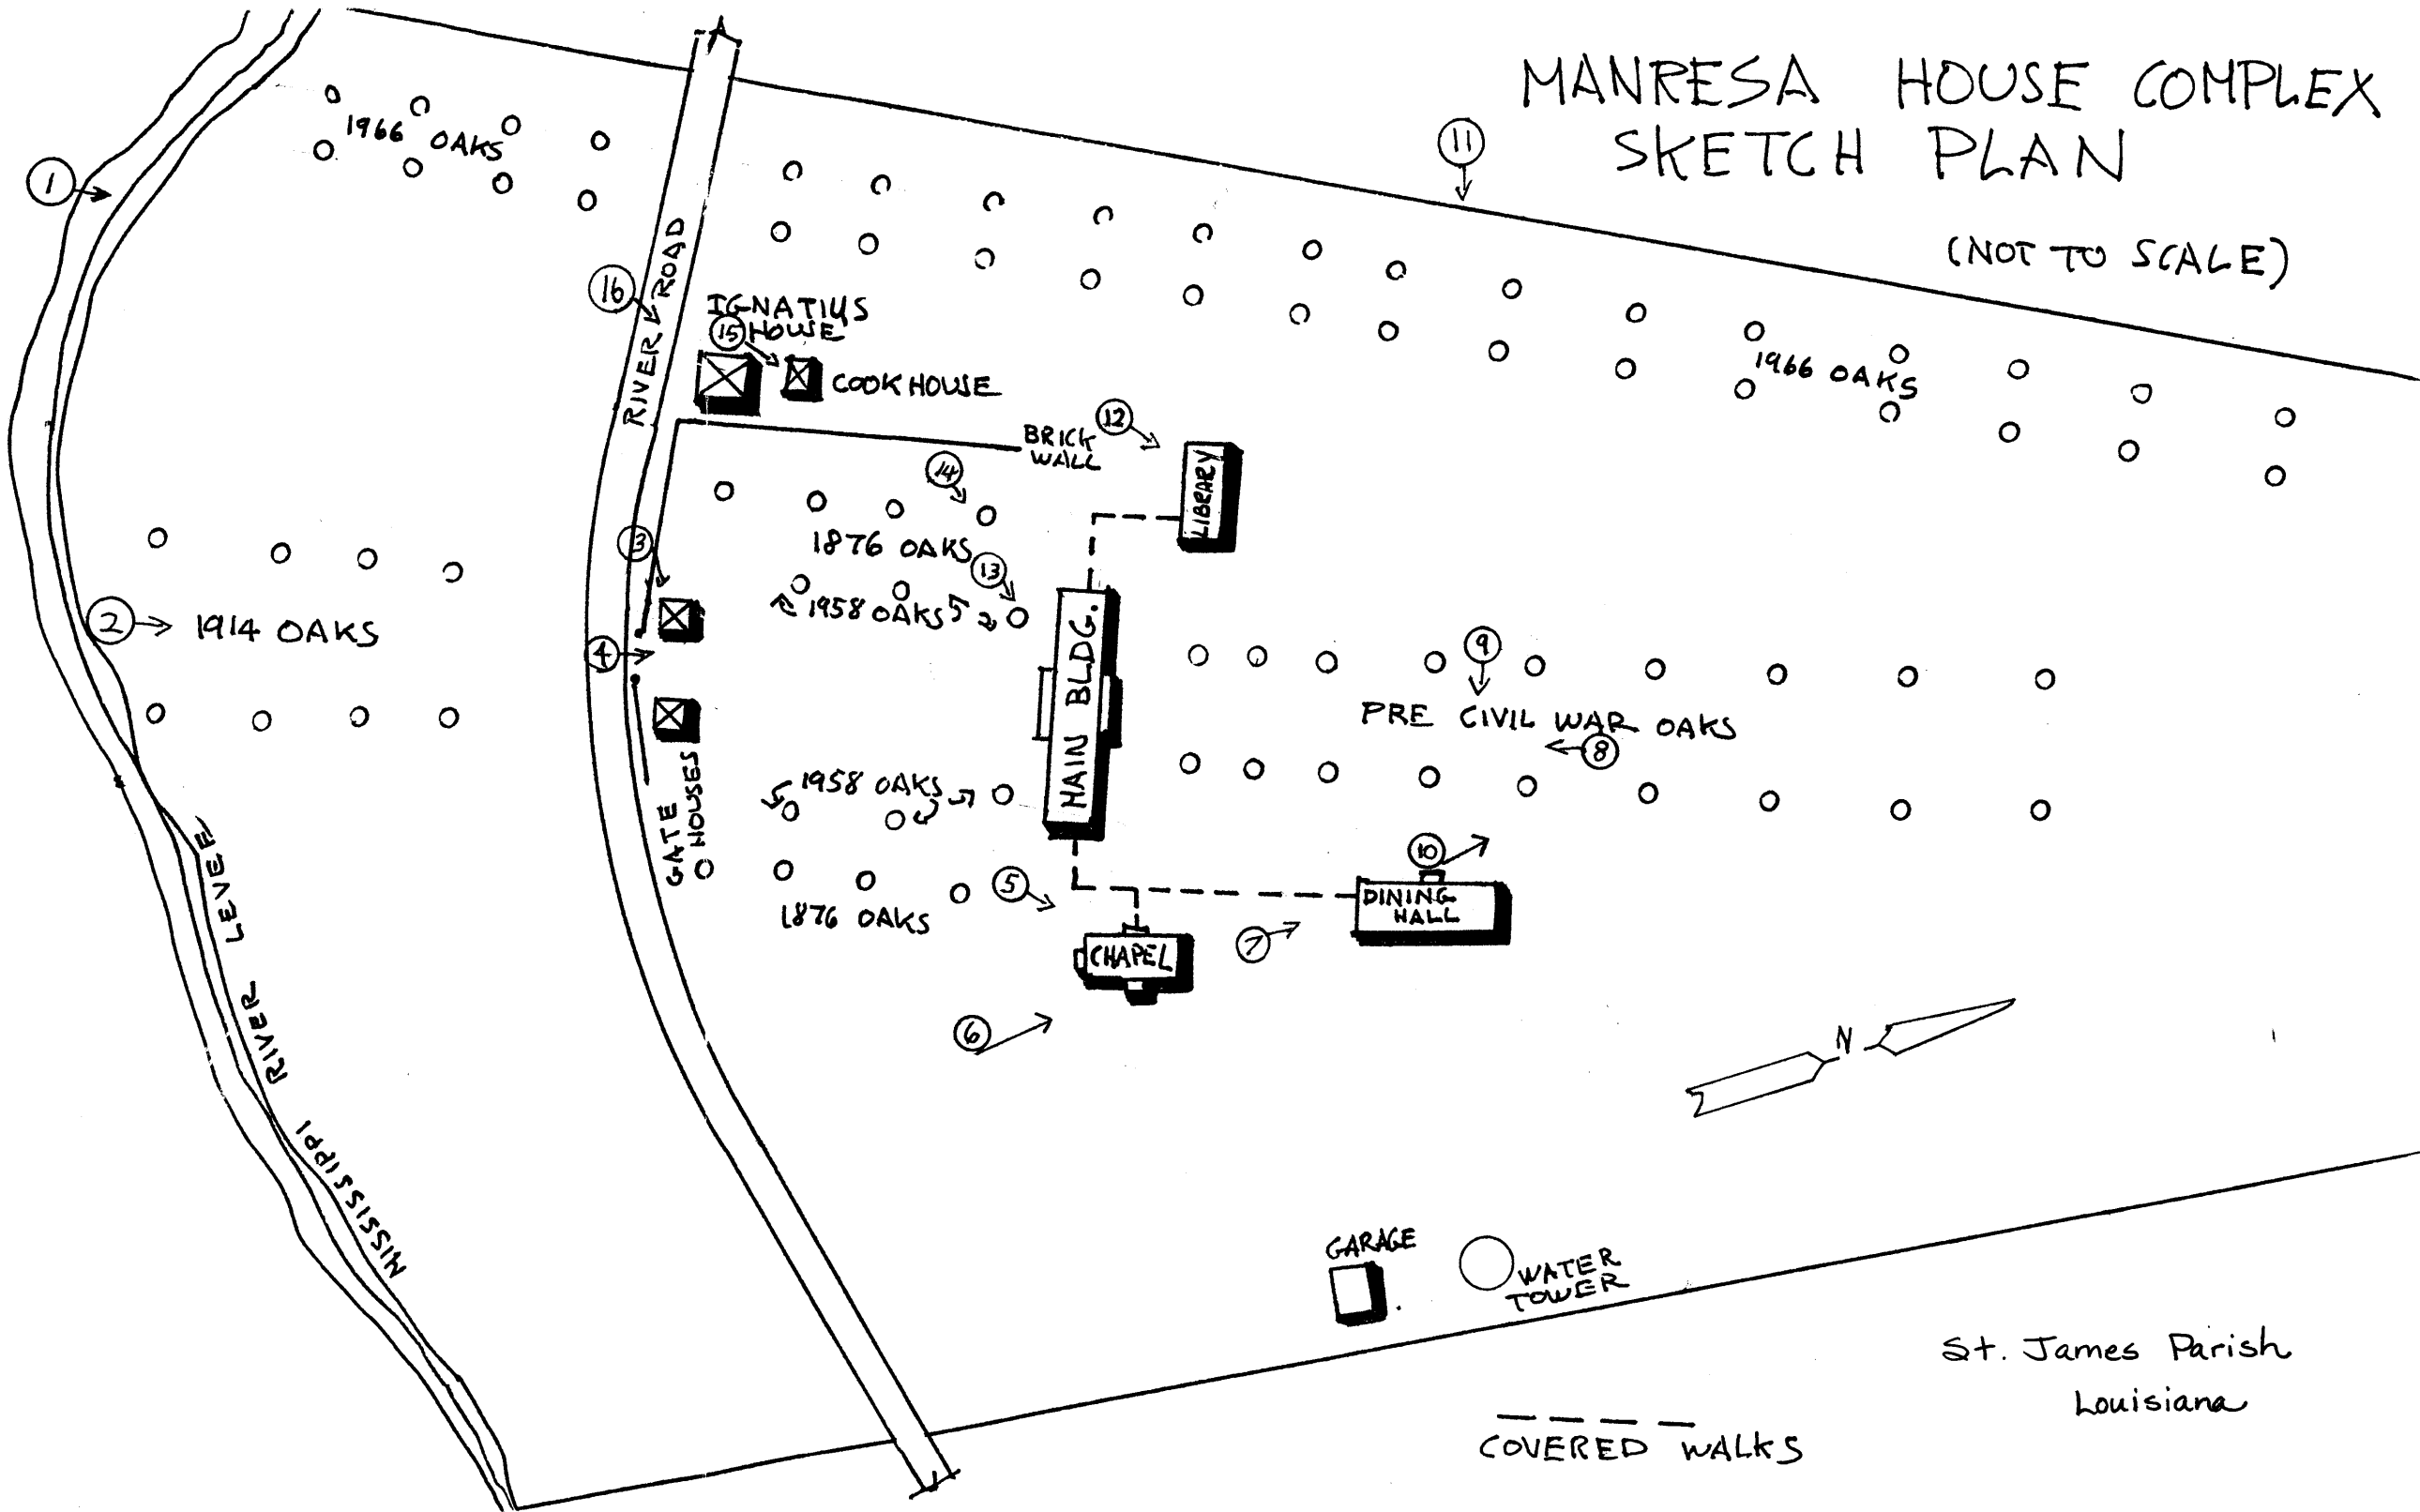 MANRESA HOUSE COMPLEX
SKETCH PLAN
(NOT TO SCALE)
11
1966 OAKS
1
16
RIVER ROAD
IGNATIUS
HOUSE
15
COOK HOUSE
1966 OAKS
BRICK
WALL
12
LIBRARY
14
3
1876 OAKS
13
1958 OAKS
2
1914 OAKS
4
MAIN BLDG.
9
PRE CIVIL WAR OAKS
8
GATE
HOUSES
1958 OAKS
1876 OAKS
5
10
DINING
HALL
CHAPEL
7
6
N
MISSISSIPPI RIVER LEVEE
GARAGE
WATER
TOWER
St. James Parish
Louisiana
COVERED WALKS